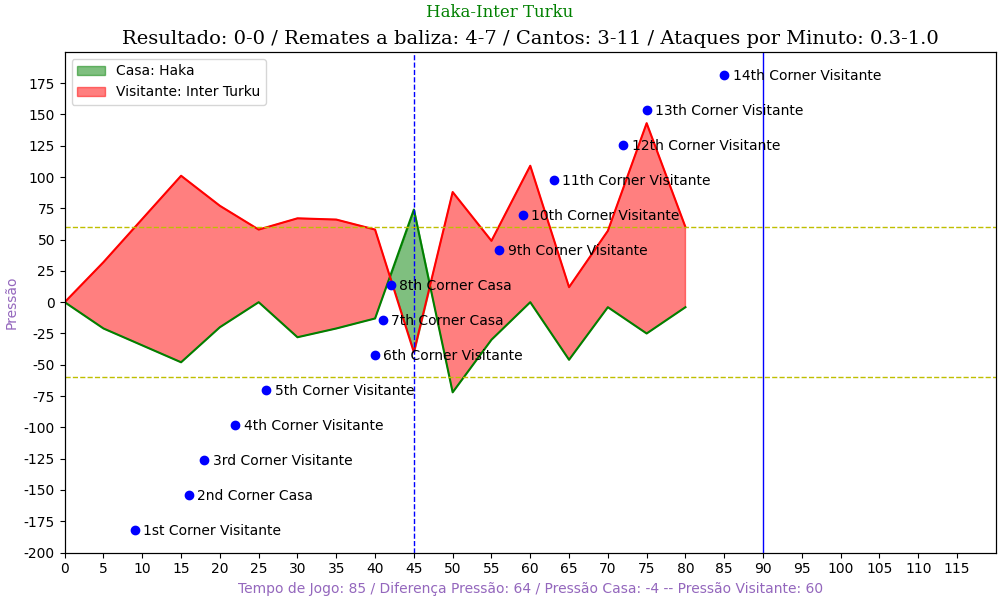 Haka-Inter Turku
Resultado: 0-0 / Remates a baliza: 4-7 / Cantos: 3-11 / Ataques por Minuto: 0.3-1.0
Casa: Haka
Visitante: Inter Turku
175
150
125
100
75
50
25
0
-25
-50
-75
-100
-125
-150
-175
-200
Pressão
14th Corner Visitante
13th Corner Visitante
12th Corner Visitante
11th Corner Visitante
10th Corner Visitante
9th Corner Visitante
8th Corner Casa
7th Corner Casa
6th Corner Visitante
5th Corner Visitante
4th Corner Visitante
3rd Corner Visitante
2nd Corner Casa
1st Corner Visitante
0 5 10 15 20 25 30 35 40 45 50 55 60 65 70 75 80 85 90 95 100 105 110 115
Tempo de Jogo: 85 / Diferença Pressão: 64 / Pressão Casa: -4 -- Pressão Visitante: 60